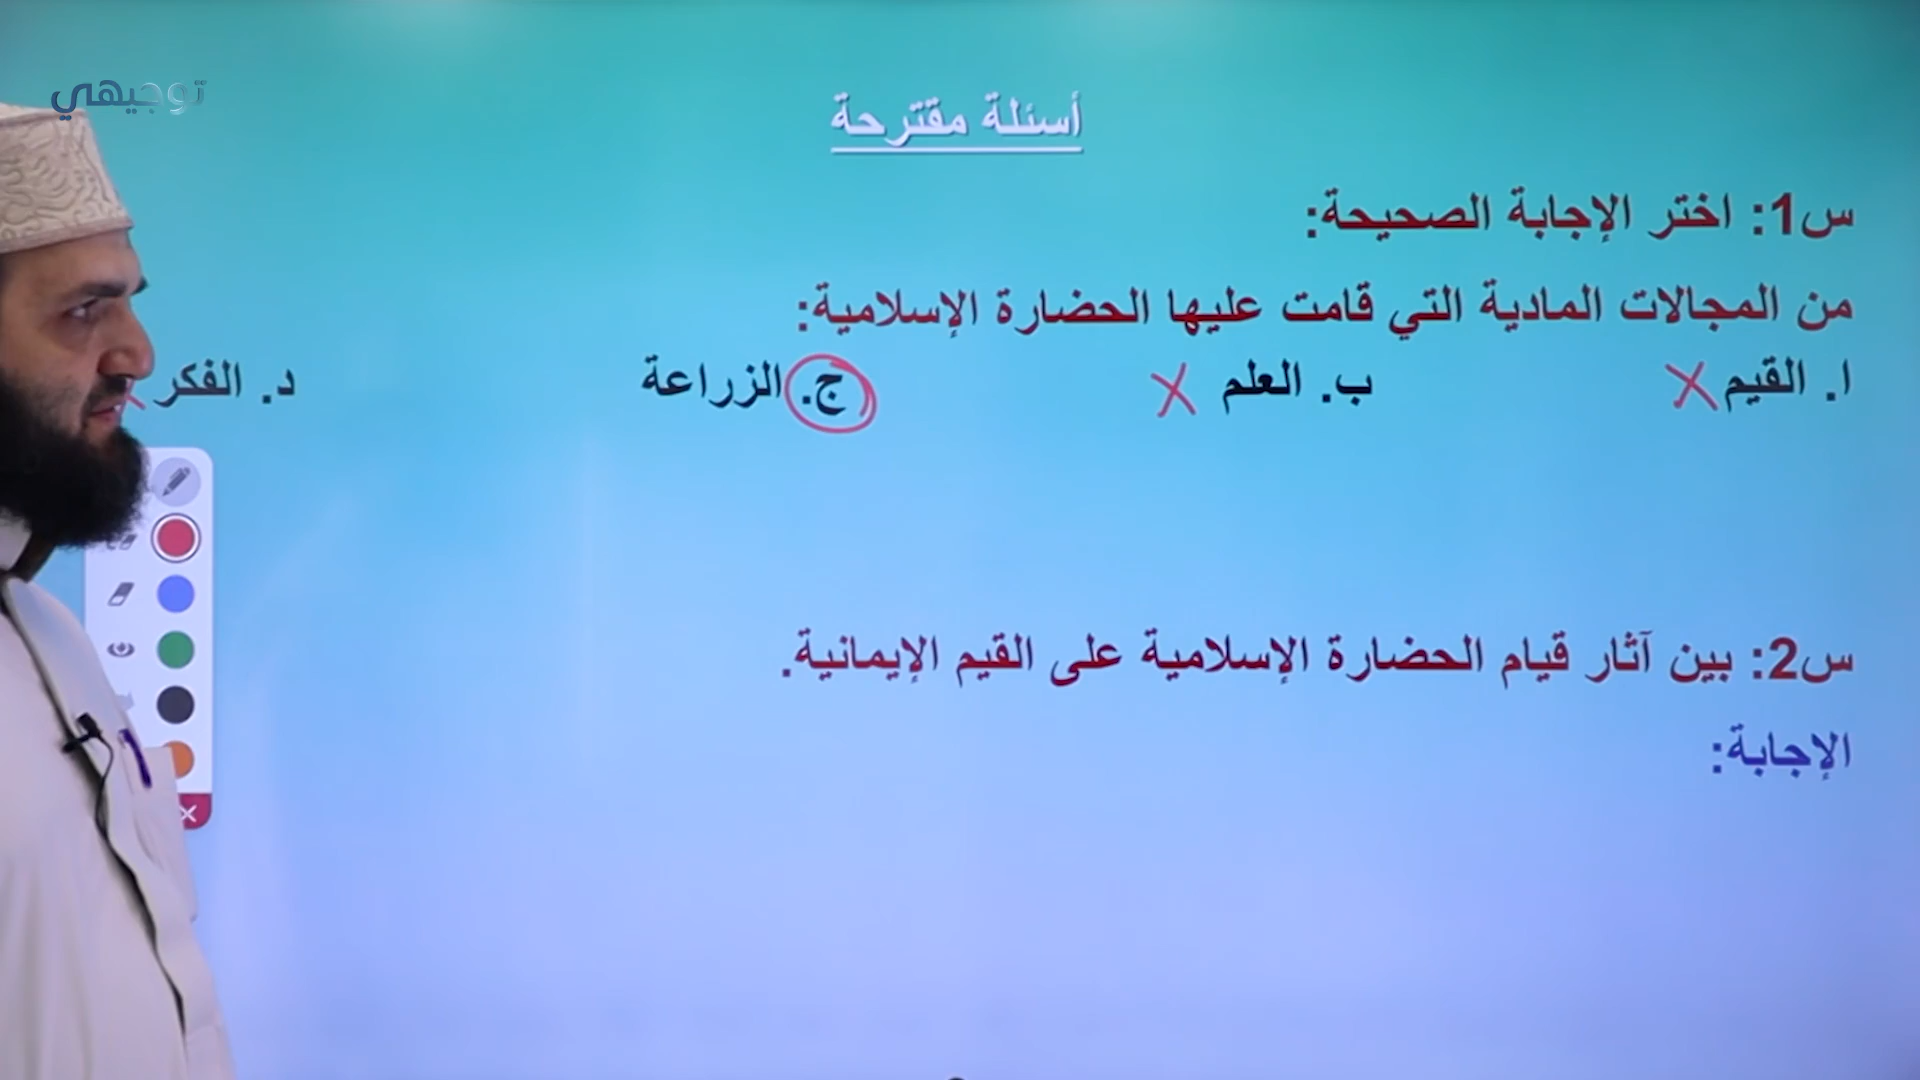 توجيهي
أسئلة مقترحة
س1: اختر الإجابة الصحيحة:
من المجالات المادية التي قامت عليها الحضارة الإسلامية:
ا. القيم ب. العلم ج. الزراعة د. الفكر
س2: بين آثار قيام الحضارة الإسلامية على القيم الإيمانية.
الإجابة: